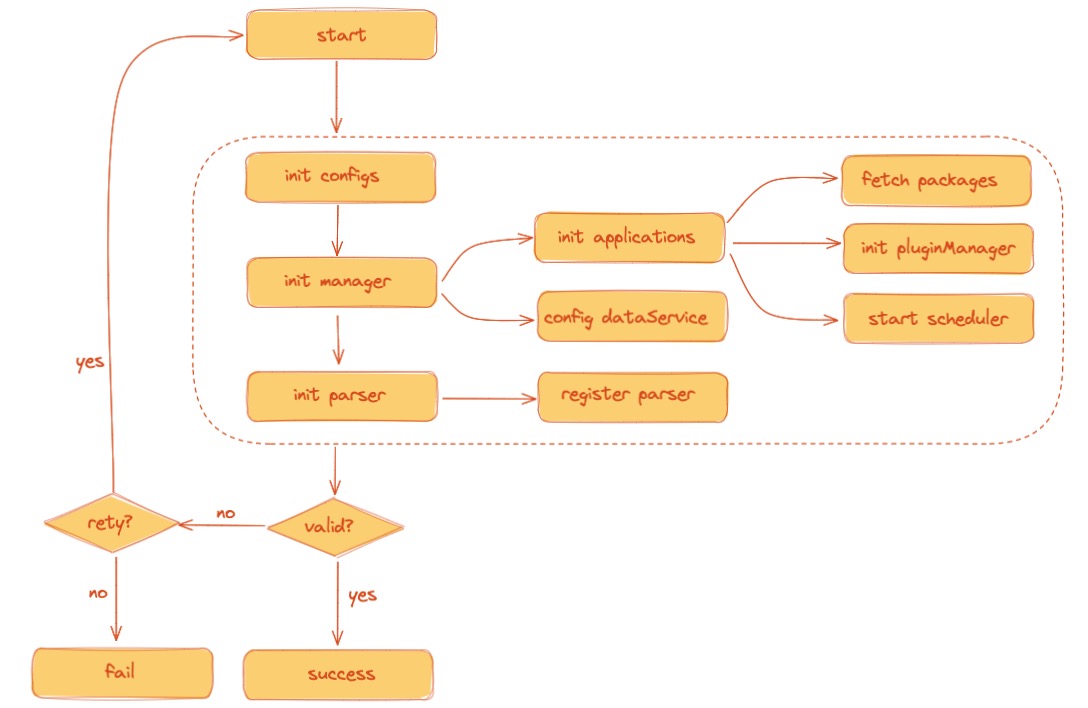 start
init configs
fetch packages
init applications
init pluginManager
init manager
config dataService
start scheduler
yes
init parser
register parser
rety?
no
valid?
no
yes
fail
success